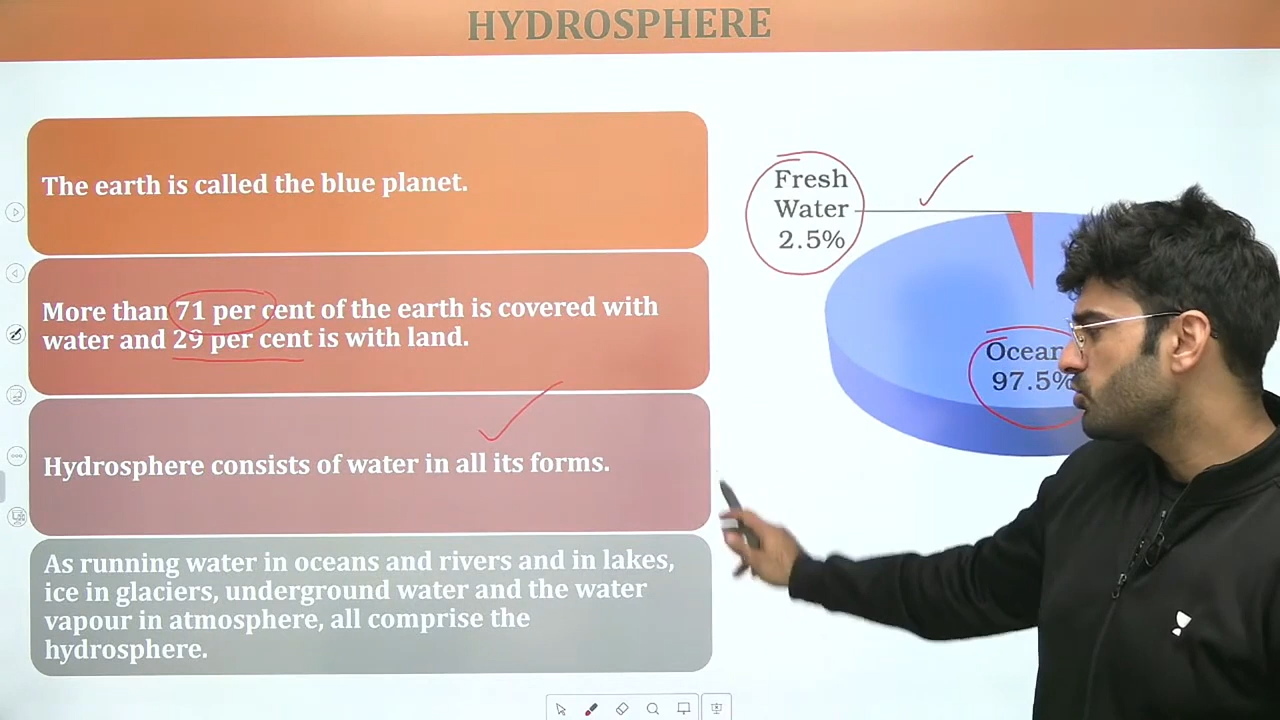 HYDROSPHERE
The earth is called the blue planet.
More than 71 per cent of the earth is covered with
water and 29 per cent is with land.
Hydrosphere consists of water in all its forms.
As running water in oceans and rivers and in lakes,
ice in glaciers, underground water and the water
vapour in atmosphere, all comprise the
hydrosphere.
Fresh
Water
2.5%
Ocean
97.5%